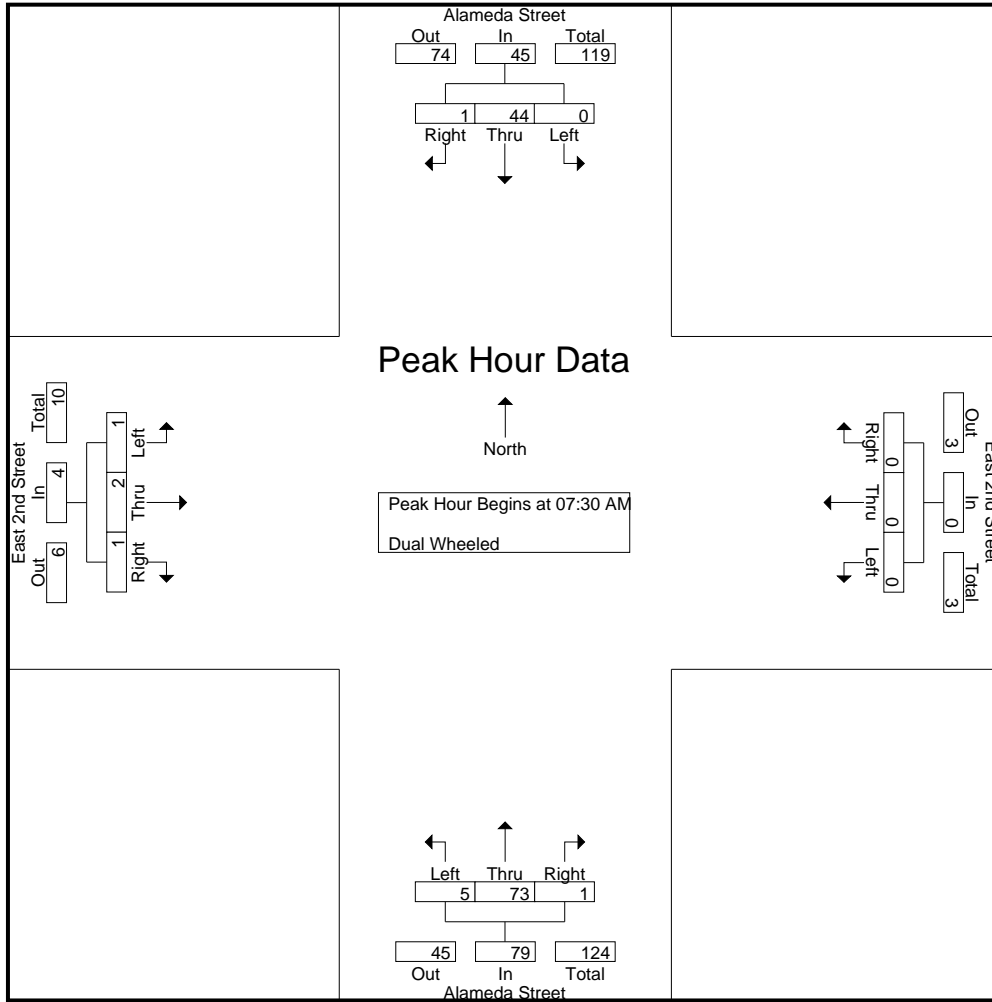 Alameda Street
Out In Total
74 45 119
1 44 0
Right Thru Left
Peak Hour Data
North
Peak Hour Begins at 07:30 AM
Dual Wheeled
East 2nd Street
Out In Total
6 4 10
1 2 1
Right Thru Left
East 2nd Street
Out In Total
3 0 3
Right Thru Left
0 0 0
Left Thru Right
5 73 1
45 79 124
Out In Total
Alameda Street